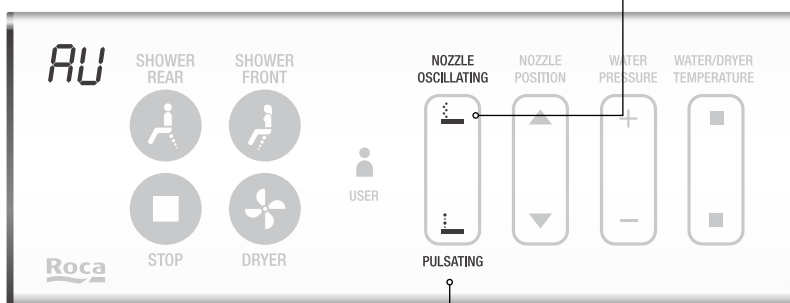 AU
SHOWER REAR
SHOWER FRONT
NOZZLE OSCILLATING
NOZZLE POSITION
WATER PRESSURE
WATER/DRYER TEMPERATURE
USER
STOP
DRYER
PULSATING
Roca